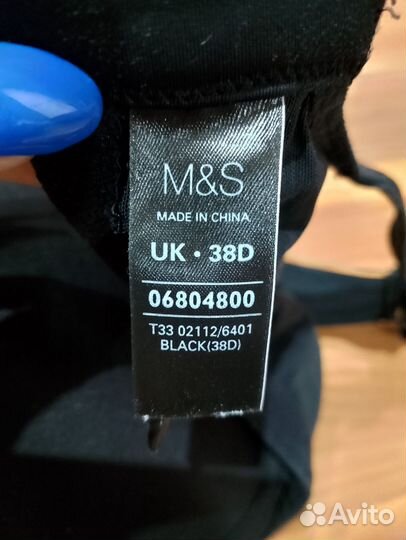 M&S
MADE IN CHINA
UK • 38D
06804800
T33 02112/6401
BLACK(38D)
Avito